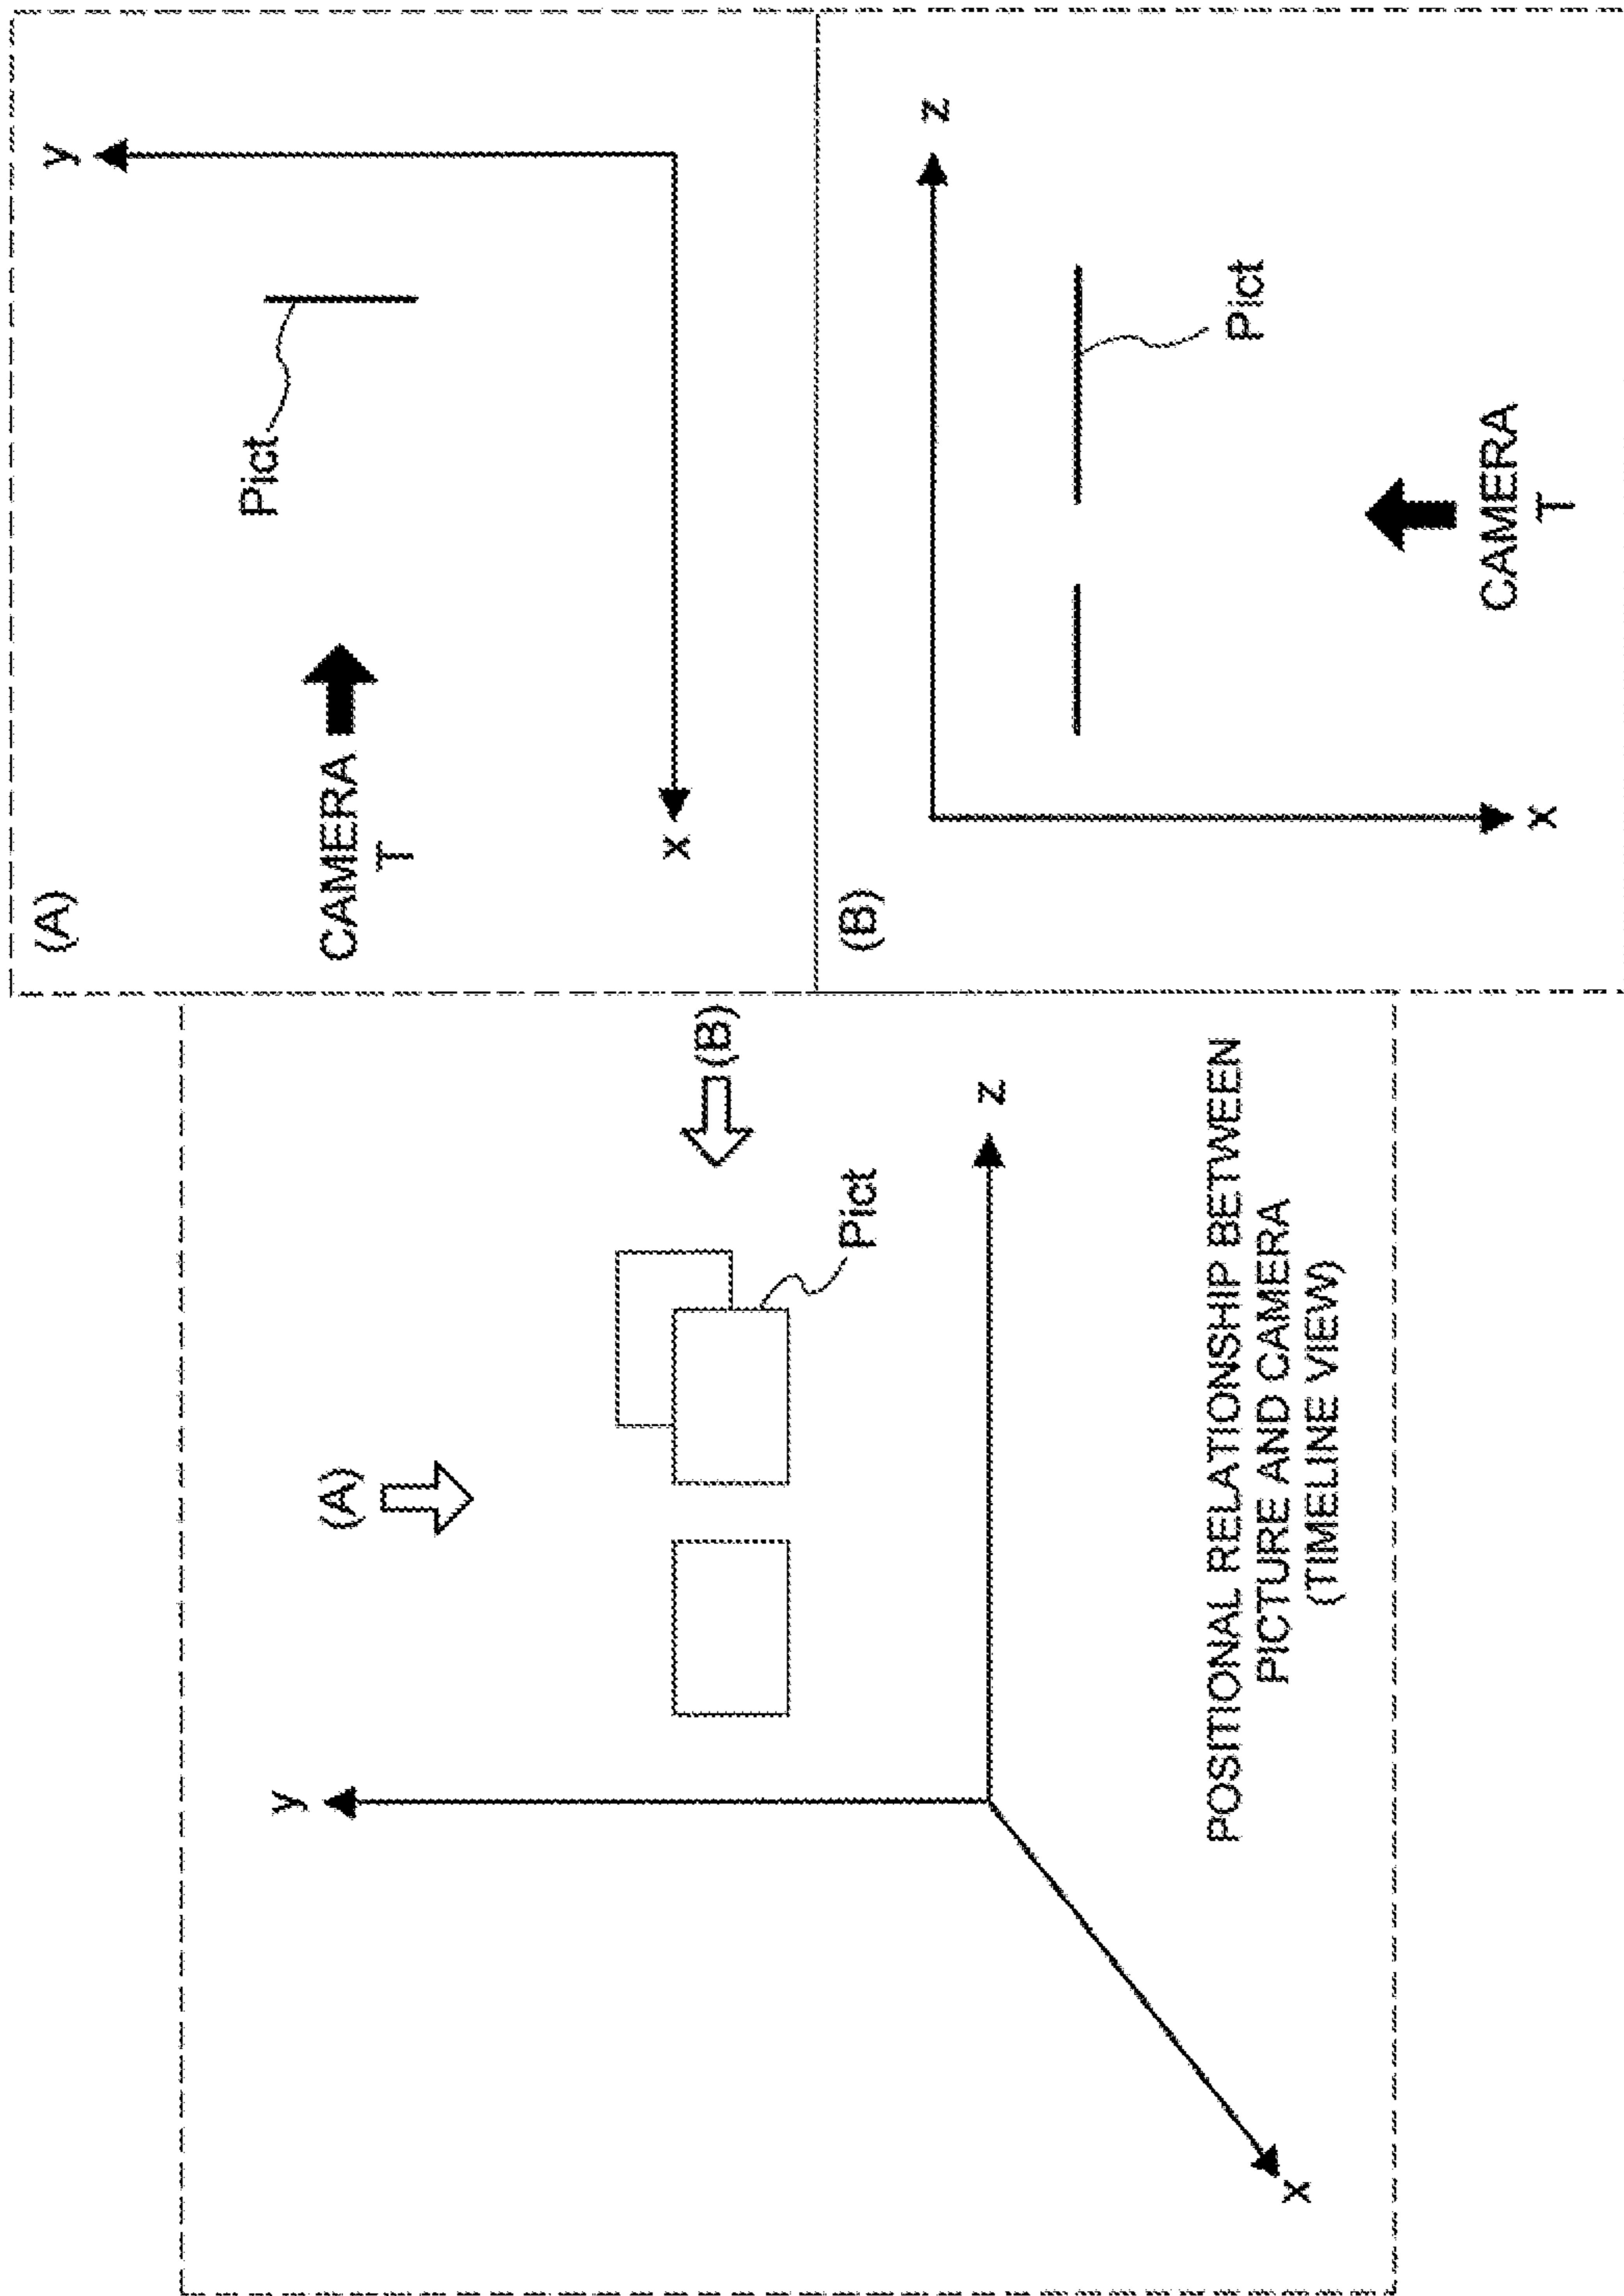 y
(A)
(B)
Pict
z
x
POSITIONAL RELATIONSHIP BETWEEN
PICTURE AND CAMERA
(TIMELINE VIEW)
(A)
y
Pict
CAMERA
T
x
(B)
z
Pict
CAMERA
T
x